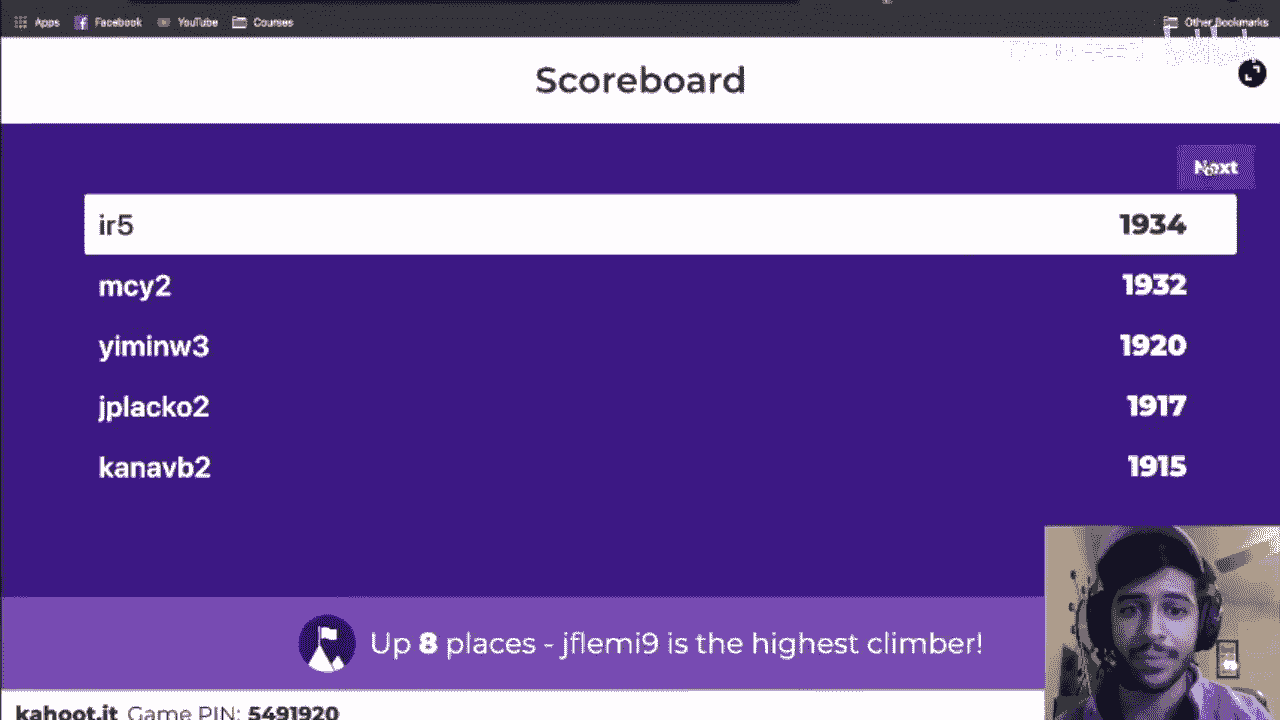 Apps Facebook YouTube Courses Other Bookmarks
Scoreboard
Next
ir5 1934
mcy2 1932
yiminw3 1920
jplacko2 1917
kanavb2 1915
Up 8 places - jflemi9 is the highest climber!
kahoot.it Game PIN: 5491920